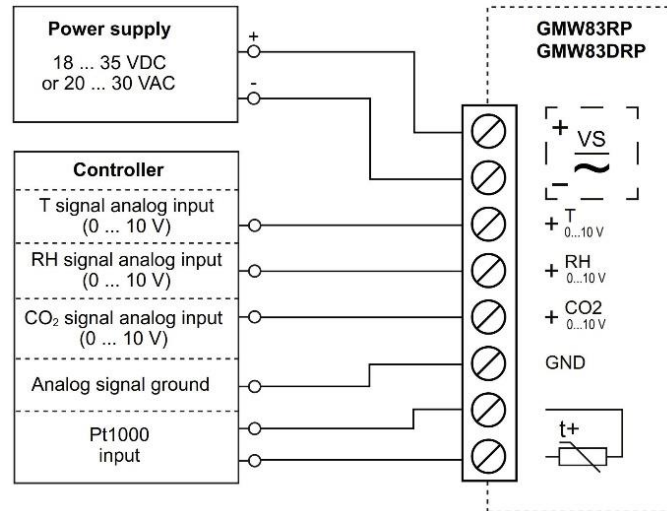 Power supply
18 ... 35 VDC
or 20 ... 30 VAC
+
-
Controller
T signal analog input
(0 ... 10 V)
RH signal analog input
(0 ... 10 V)
CO₂ signal analog input
(0 ... 10 V)
Analog signal ground
Pt1000
input
GMW83RP
GMW83DRP
+
VS
~
–
+ T
0...10 V
+ RH
0...10 V
+ CO2
0...10 V
GND
t+